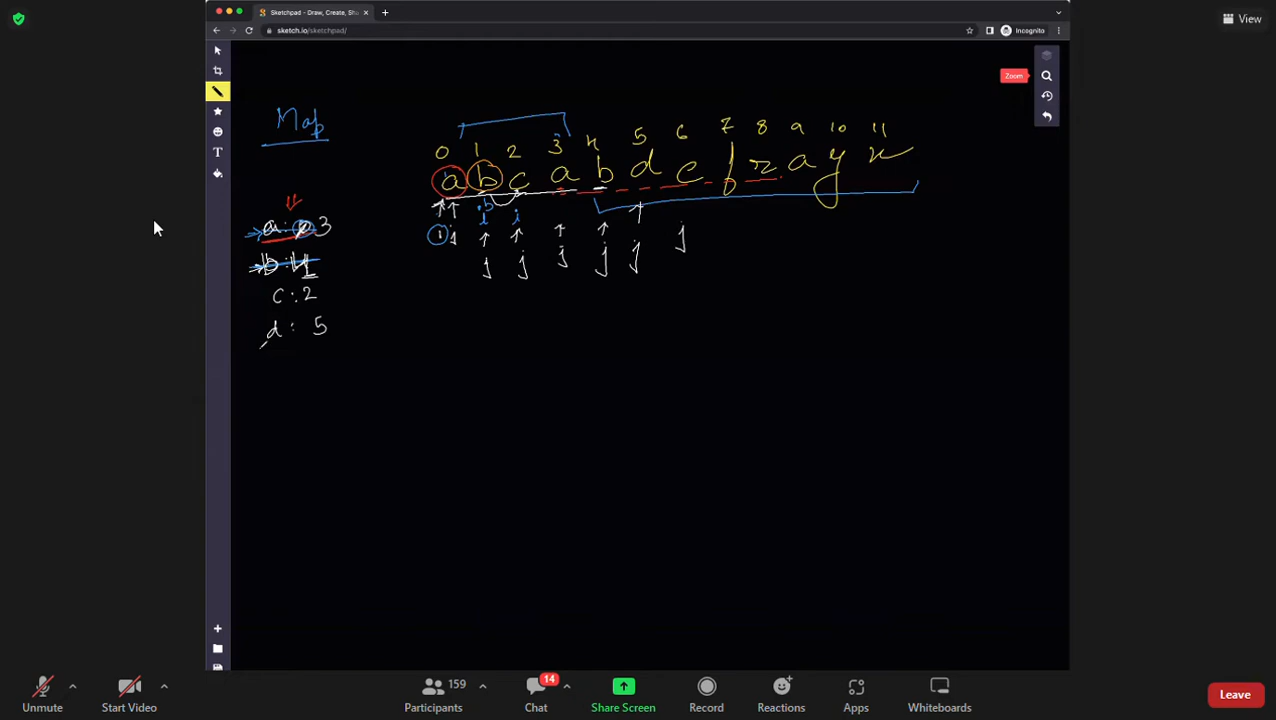 View
Sketchpad - Draw, Create, Sha
sketch.io/sketchpad/
Incognito
Zoom
Map
0 1 2 3 4 5 6 7 8 9 10 11
a b c a b d c f z a y x
i j i i
j j j j j j
a: 3
b:
c: 2
d: 5
T
Unmute
Start Video
159
Participants
14
Chat
Share Screen
Record
Reactions
Apps
Whiteboards
Leave